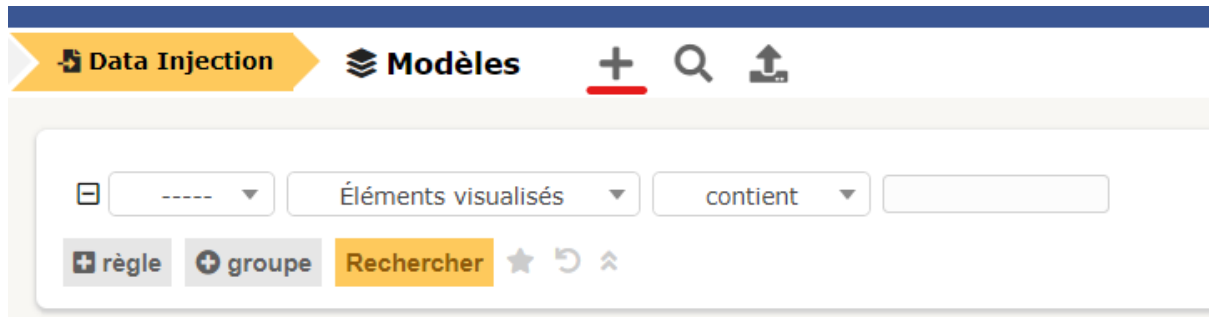 Data Injection Modèles
----- Éléments visualisés contient
règle groupe Rechercher